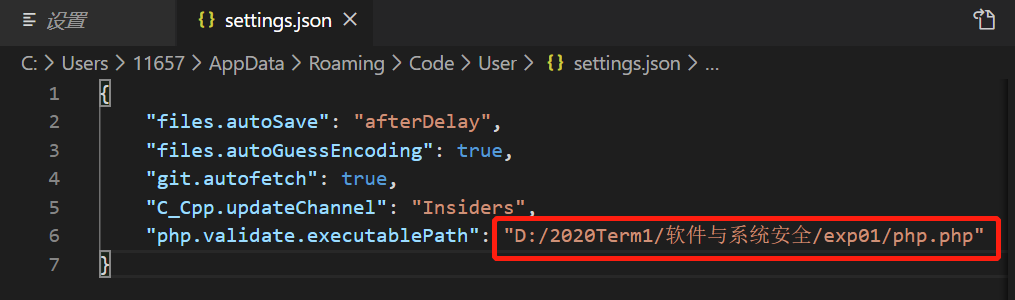 设置 {} settings.json ×
C: > Users > 11657 > AppData > Roaming > Code > User > {} settings.json > ...
1 {
2 "files.autoSave": "afterDelay",
3 "files.autoGuessEncoding": true,
4 "git.autofetch": true,
5 "C_Cpp.updateChannel": "Insiders",
6 "php.validate.executablePath": "D:/2020Term1/软件与系统安全/exp01/php.php"
7 }